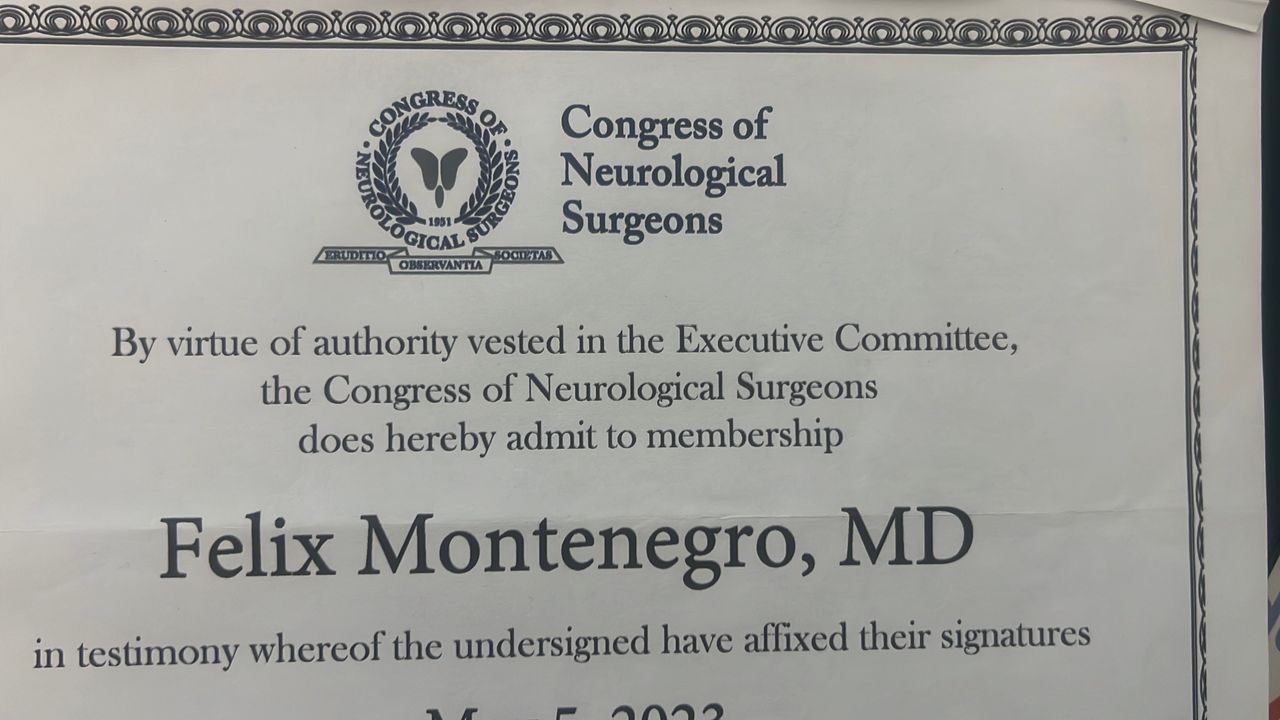 CONGRESS OF NEUROLOGICAL SURGEONS
1951
ERUDITIO OBSERVANTIA SOCIETAS
Congress of
Neurological
Surgeons
By virtue of authority vested in the Executive Committee,
the Congress of Neurological Surgeons
does hereby admit to membership
Felix Montenegro, MD
in testimony whereof the undersigned have affixed their signatures
5, 2023